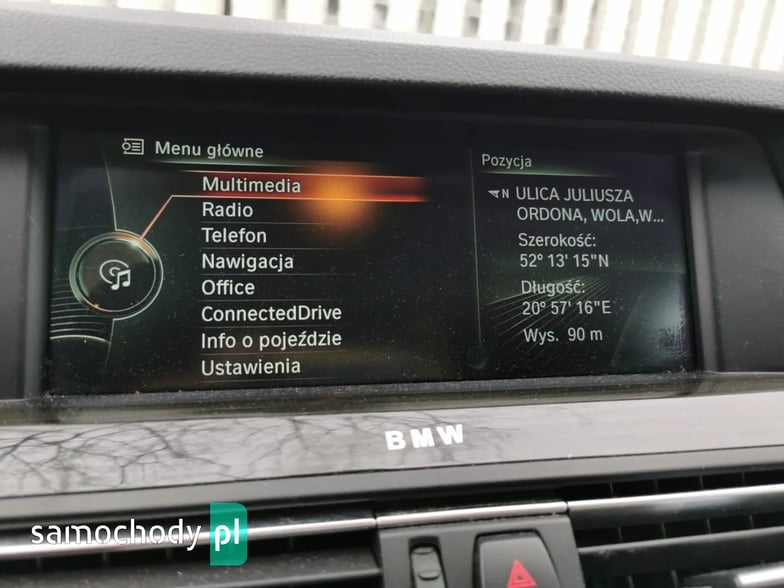 Menu główne
Multimedia
Radio
Telefon
Nawigacja
Office
ConnectedDrive
Info o pojeździe
Ustawienia
Pozycja
N ULICA JULIUSZA
ORDONA, WOLA,W...
Szerokość:
52° 13' 15"N
Długość:
20° 57' 16"E
Wys. 90 m
BMW
samochody pl